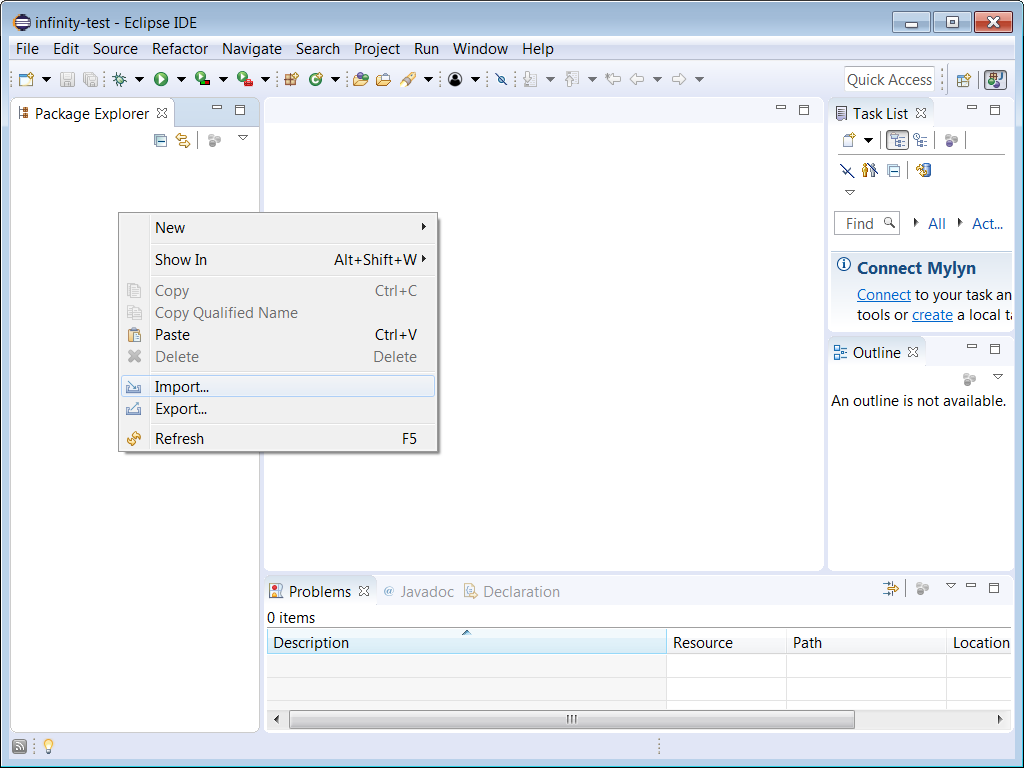 infinity-test - Eclipse IDE
File Edit Source Refactor Navigate Search Project Run Window Help
Quick Access
Package Explorer
New
Show In Alt+Shift+W
Copy Ctrl+C
Copy Qualified Name
Paste Ctrl+V
Delete Delete
Import...
Export...
Refresh F5
Task List
Find All Act...
Connect Mylyn
Connect to your task an
tools or create a local ta
Outline
An outline is not available.
Problems @ Javadoc Declaration
0 items
Description Resource Path Location